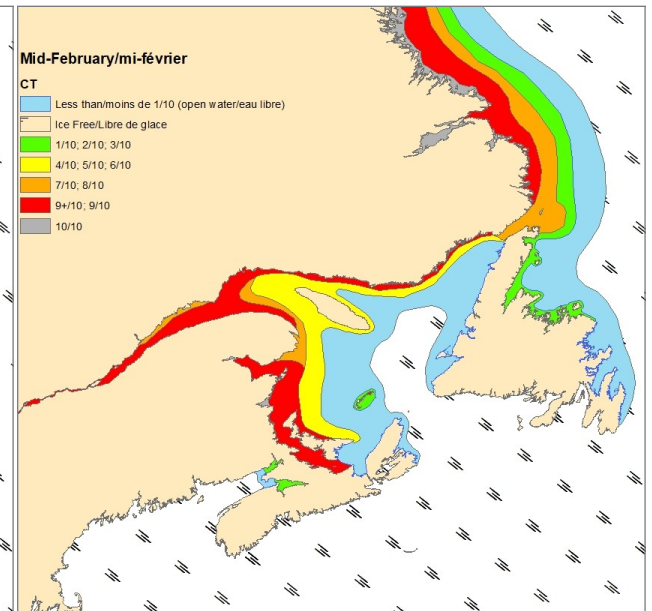 Mid-February/mi-février
CT
Less than/moins de 1/10 (open water/eau libre)
Ice Free/Libre de glace
1/10; 2/10; 3/10
4/10; 5/10; 6/10
7/10; 8/10
9+/10; 9/10
10/10